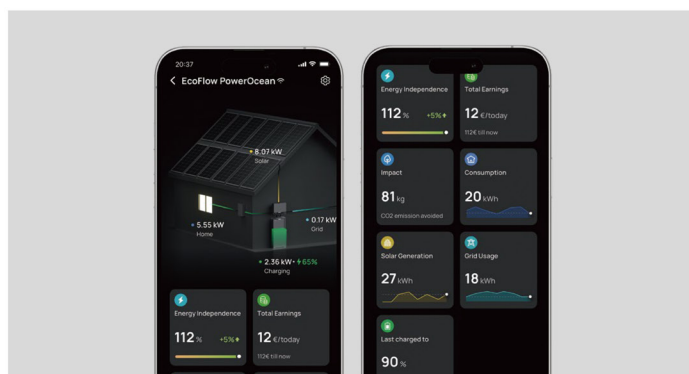 20:37
EcoFlow PowerOcean
8.07 kW
Solar
5.55 kW
Home
0.17 kW
Grid
2.36 kW 65%
Charging
Energy Independence
112 % +5%
Total Earnings
12 €/today
112€ till now
Energy Independence
112 % +5%
Total Earnings
12 €/today
112€ till now
Impact
81 kg
CO2 emission avoided
Consumption
20 kWh
Solar Generation
27 kWh
Grid Usage
18 kWh
Last charged to
90 %